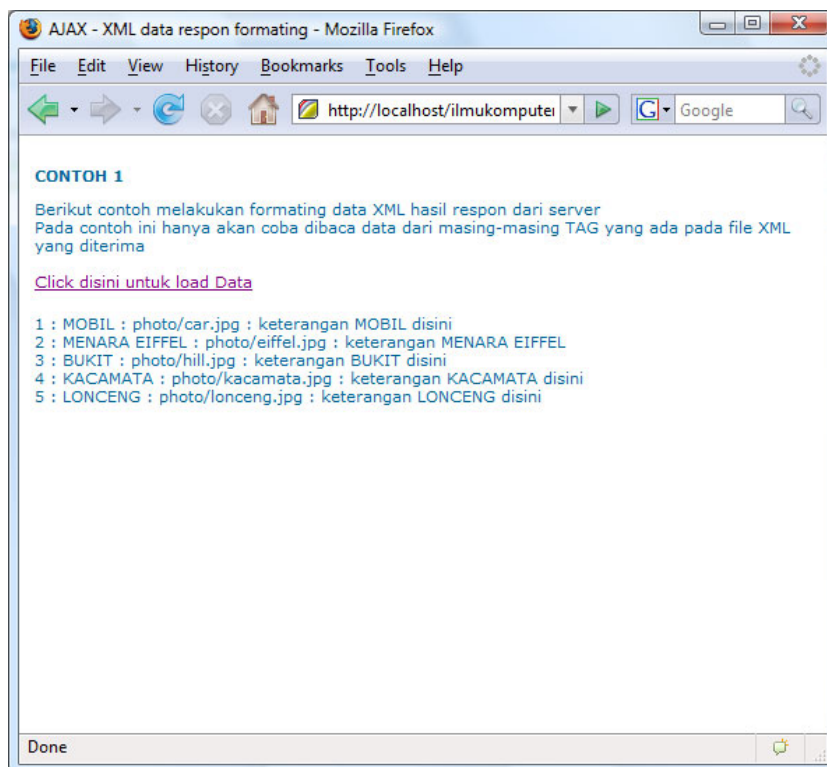 AJAX - XML data respon formating - Mozilla Firefox
File Edit View History Bookmarks Tools Help
http://localhost/ilmukomputer
G Google
CONTOH 1
Berikut contoh melakukan formating data XML hasil respon dari server
Pada contoh ini hanya akan coba dibaca data dari masing-masing TAG yang ada pada file XML
yang diterima
Click disini untuk load Data
1 : MOBIL : photo/car.jpg : keterangan MOBIL disini
2 : MENARA EIFFEL : photo/eiffel.jpg : keterangan MENARA EIFFEL
3 : BUKIT : photo/hill.jpg : keterangan BUKIT disini
4 : KACAMATA : photo/kacamata.jpg : keterangan KACAMATA disini
5 : LONCENG : photo/lonceng.jpg : keterangan LONCENG disini
Done